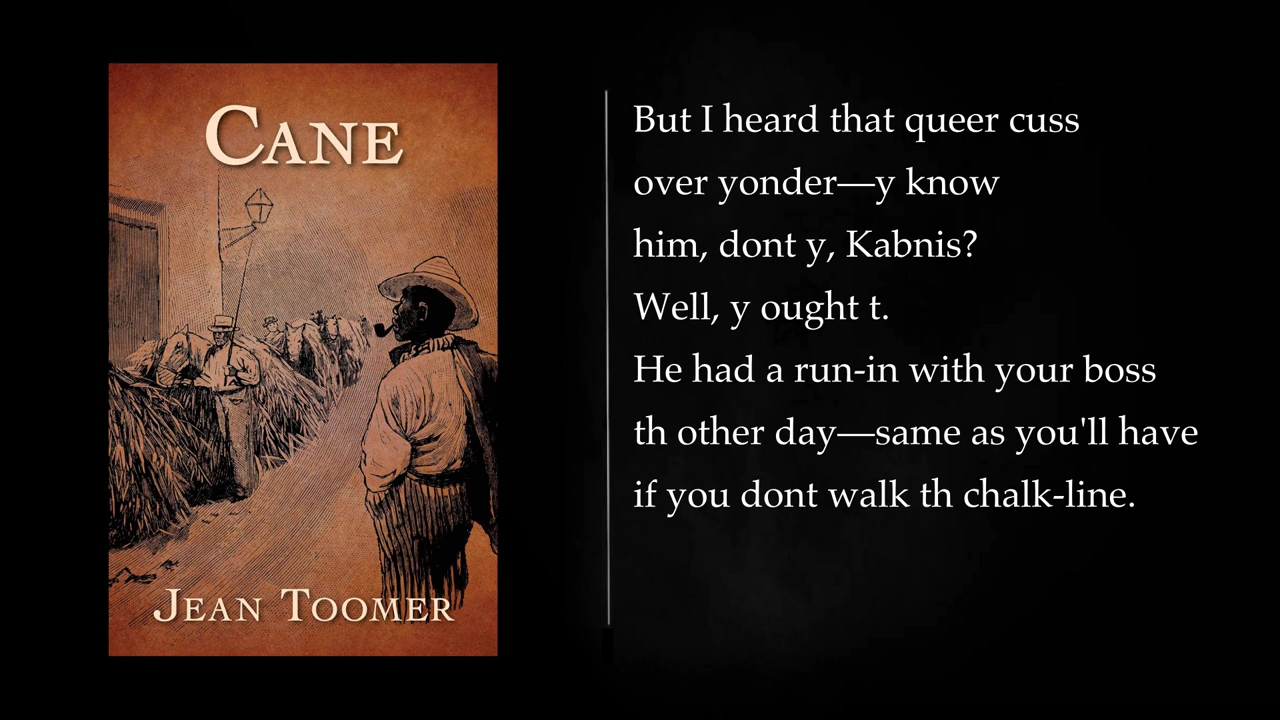 CANE
JEAN TOOMER
But I heard that queer cuss
over yonder—y know
him, dont y, Kabnis?
Well, y ought t.
He had a run-in with your boss
th other day—same as you'll have
if you dont walk th chalk-line.